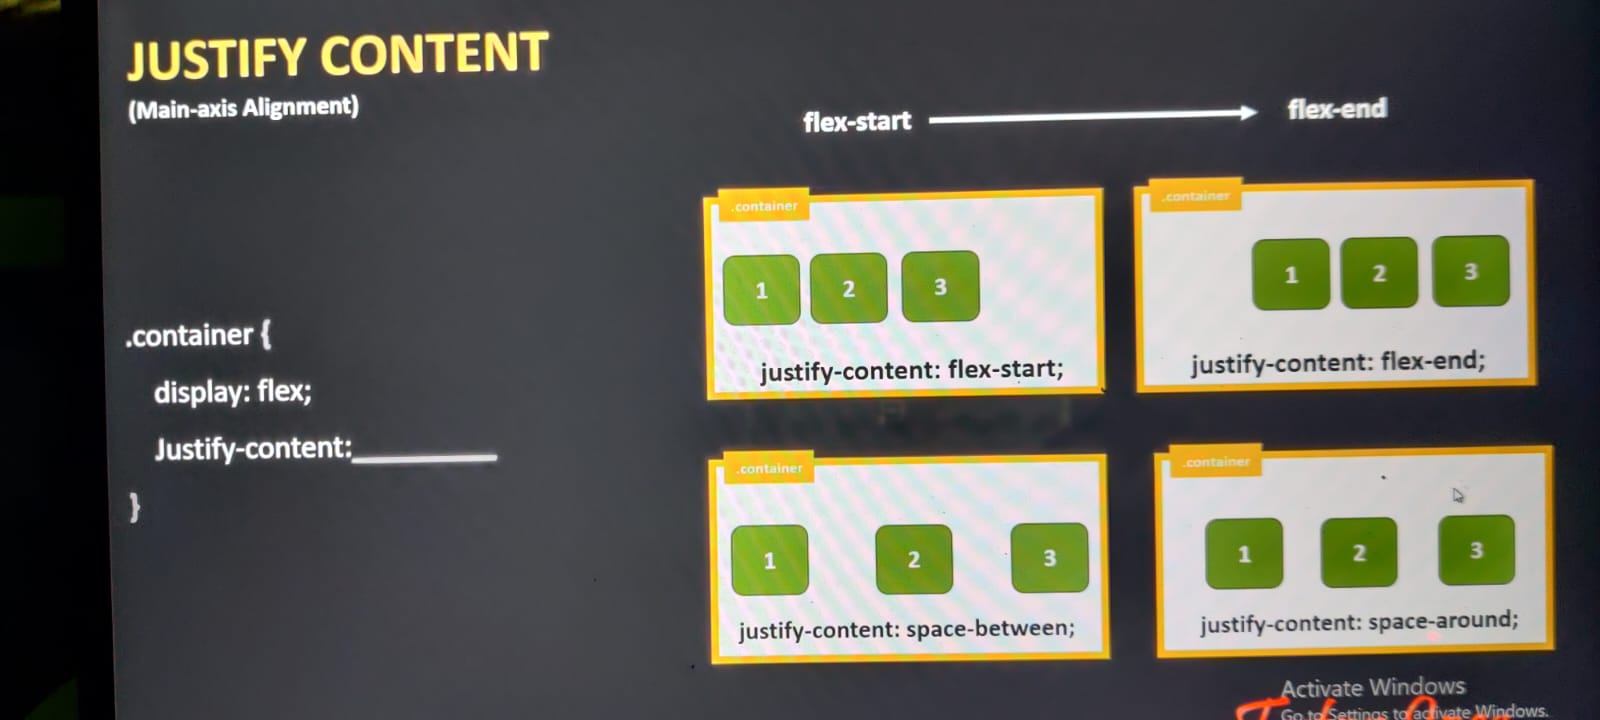 JUSTIFY CONTENT
(Main-axis Alignment)
flex-start
flex-end
.container {
display: flex;
Justify-content:
}
.container
1 2 3
justify-content: flex-start;
.container
1 2 3
justify-content: flex-end;
.container
1 2 3
justify-content: space-between;
.container
1 2 3
justify-content: space-around;
Activate Windows
Go to Settings to activate Windows.